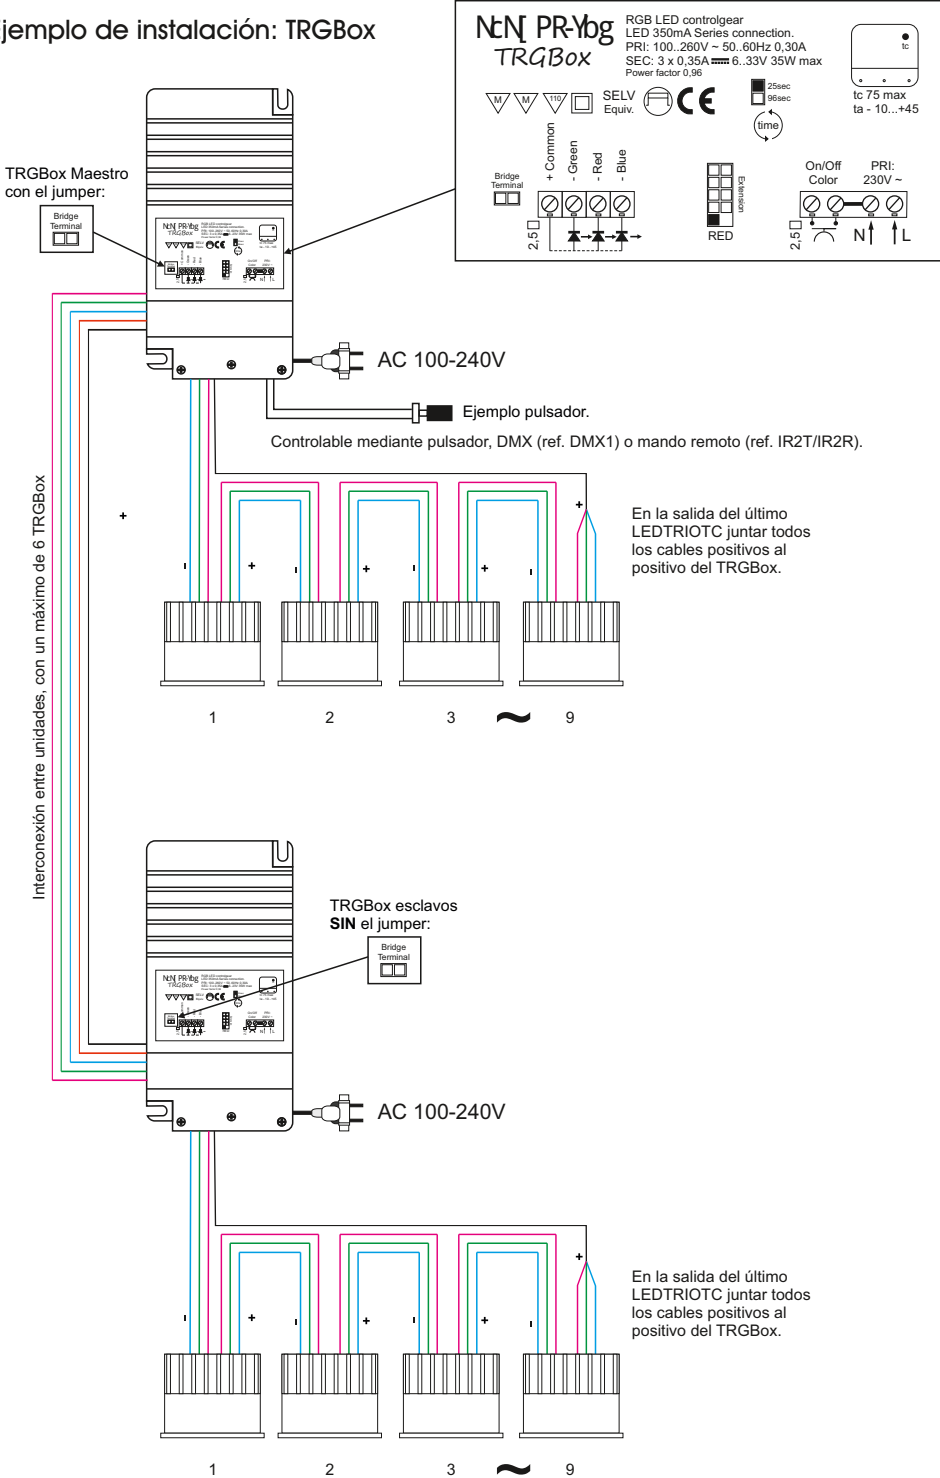 jemplo de instalación: TRGBox
TRGBox
RGB LED controlgear
LED 350mA Series connection.
PRI: 100..260V ~ 50..60Hz 0,30A
SEC: 3 x 0,35A 6..33V 35W max
Power factor 0,96
tc
tc 75 max
ta - 10...+45
M M 110
SELV
Equiv.
CE
25sec
96sec
time
Bridge
Terminal
+ Common
- Green
- Red
- Blue
2,5
Extension
RED
On/Off
Color
PRI:
230V ~
2,5
N L
TRGBox Maestro
con el jumper:
Bridge
Terminal
AC 100-240V
Ejemplo pulsador.
Controlable mediante pulsador, DMX (ref. DMX1) o mando remoto (ref. IR2T/IR2R).
Interconexión entre unidades, con un máximo de 6 TRGBox
+
En la salida del último
LEDTRIOTC juntar todos
los cables positivos al
positivo del TRGBox.
- + - + - + - +
1 2 3 ~ 9
TRGBox esclavos
SIN el jumper:
Bridge
Terminal
AC 100-240V
En la salida del último
LEDTRIOTC juntar todos
los cables positivos al
positivo del TRGBox.
- + - + - + - +
1 2 3 ~ 9